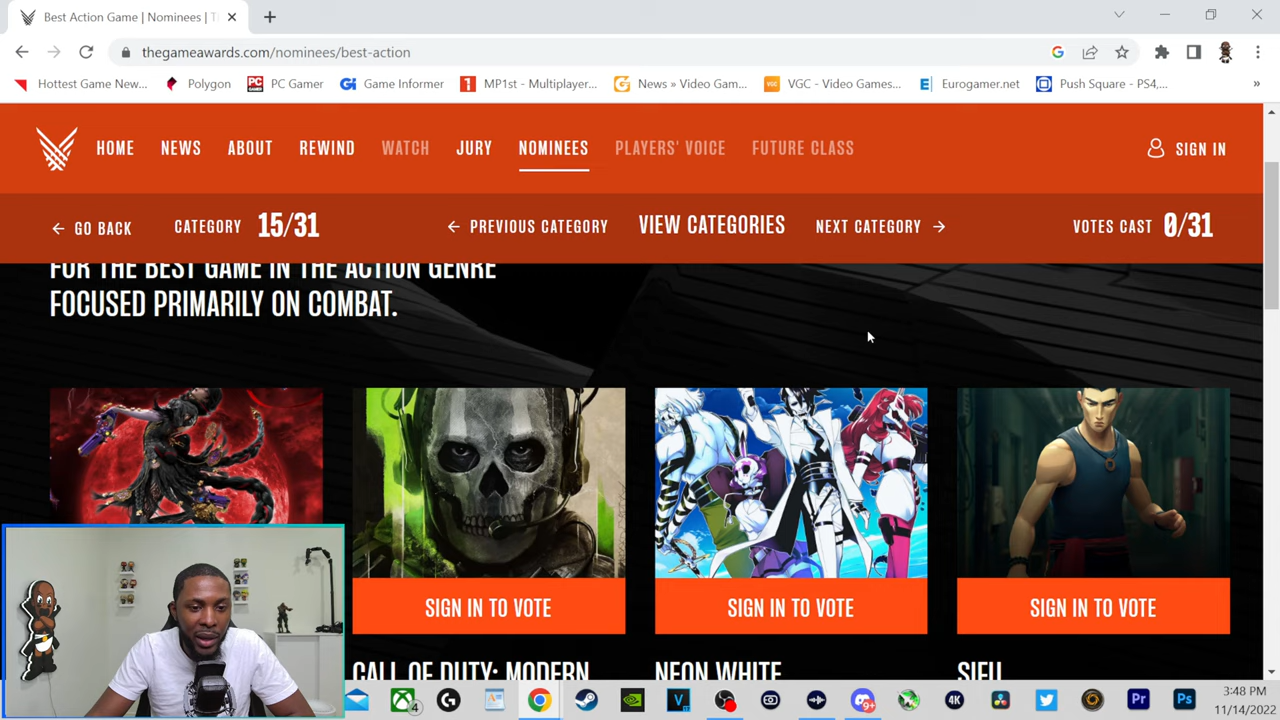 Best Action Game | Nominees | T
thegameawards.com/nominees/best-action
Hottest Game New...
Polygon
PC Gamer
Game Informer
MP1st - Multiplayer...
News » Video Gam...
VGC - Video Games...
Eurogamer.net
Push Square - PS4,...
HOME
NEWS
ABOUT
REWIND
WATCH
JURY
NOMINEES
PLAYERS' VOICE
FUTURE CLASS
SIGN IN
GO BACK
CATEGORY 15/31
PREVIOUS CATEGORY
VIEW CATEGORIES
NEXT CATEGORY
VOTES CAST 0/31
FOR THE BEST GAME IN THE ACTION GENRE
FOCUSED PRIMARILY ON COMBAT.
SIGN IN TO VOTE
SIGN IN TO VOTE
SIGN IN TO VOTE
CALL OF DUTY: MODERN
NEON WHITE
SIFU
3:48 PM
11/14/2022